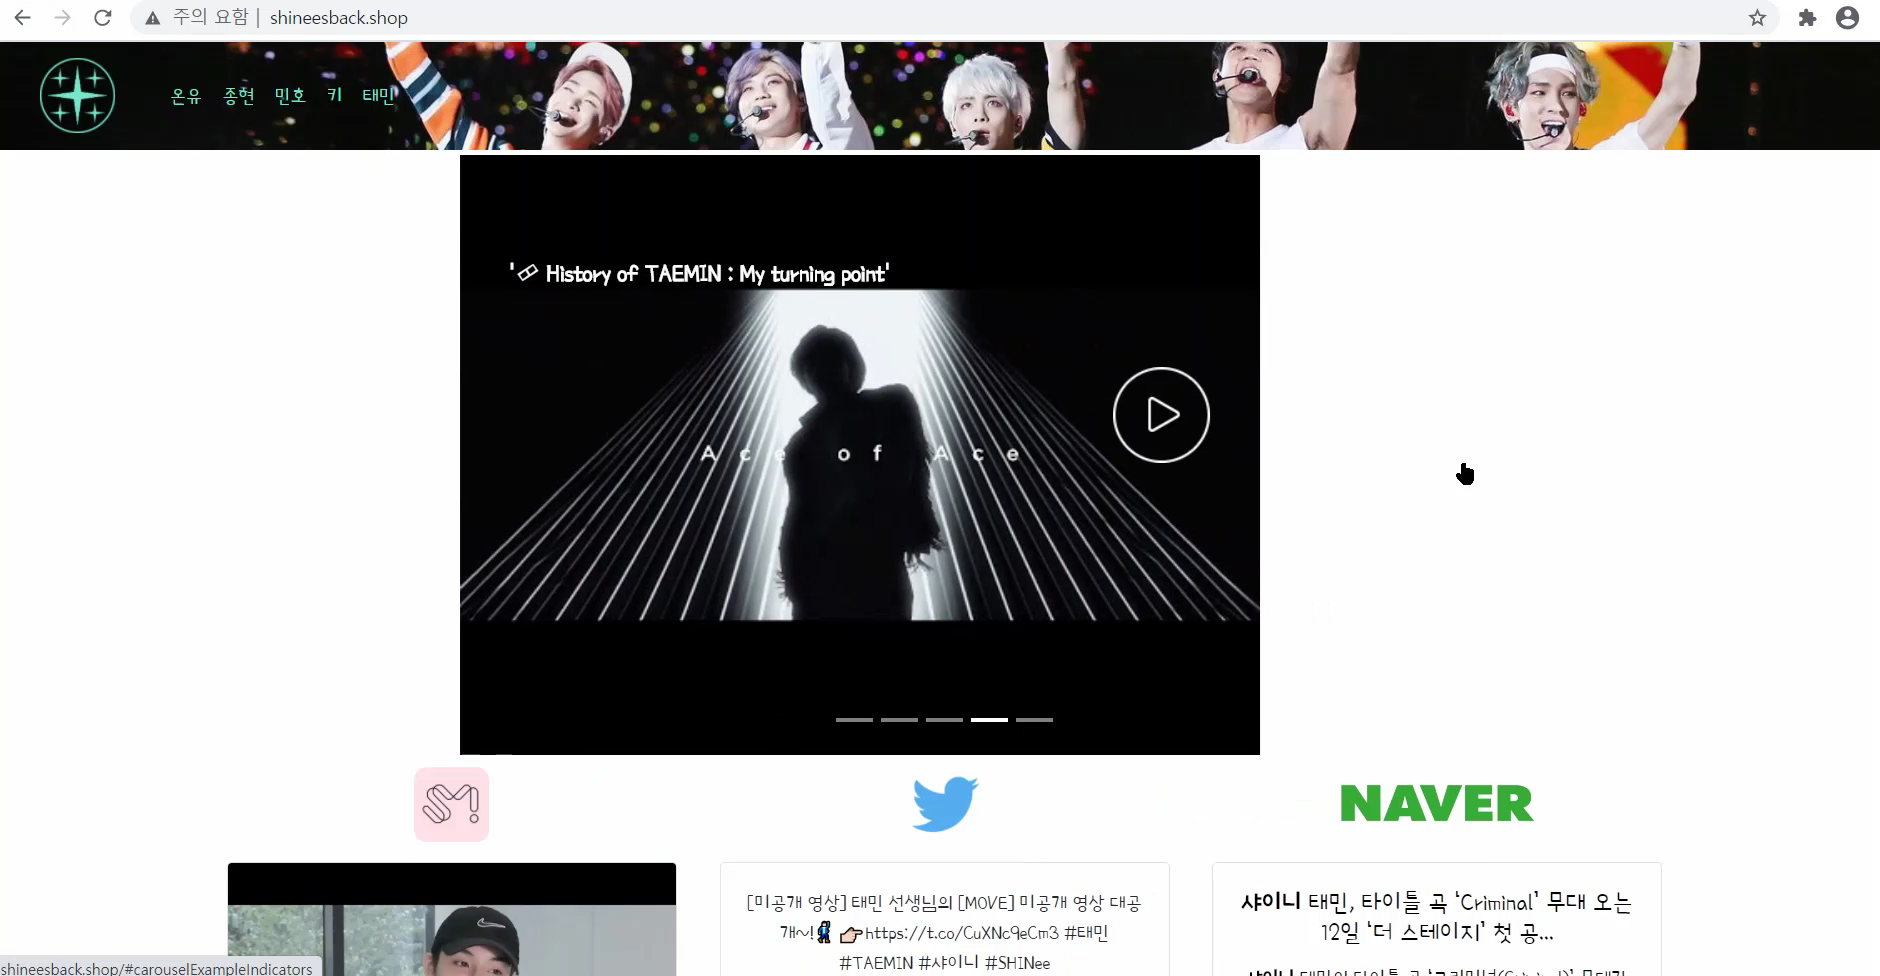 주의 요함 | shineesback.shop
온유 종현 민호 키 태민
'🔗 History of TAEMIN : My turning point'
Ace of Ace
SM!
NAVER
[미공개 영상] 태민 선생님의 [MOVE] 미공개 영상 대공
개~!🕺 👉https://t.co/CuXNc9eCm3 #태민
#TAEMIN #샤이니 #SHINee
샤이니 태민, 타이틀 곡 ‘Criminal’ 무대 오는
12일 ‘더 스테이지’ 첫 공...
shineesback.shop/#carouselExampleIndicators